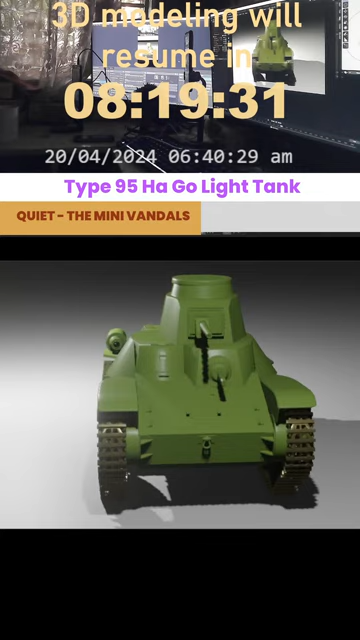 3D modeling will
resume in
08:19:31
20/04/2024 06:40:29 am
Type 95 Ha Go Light Tank
QUIET - THE MINI VANDALS